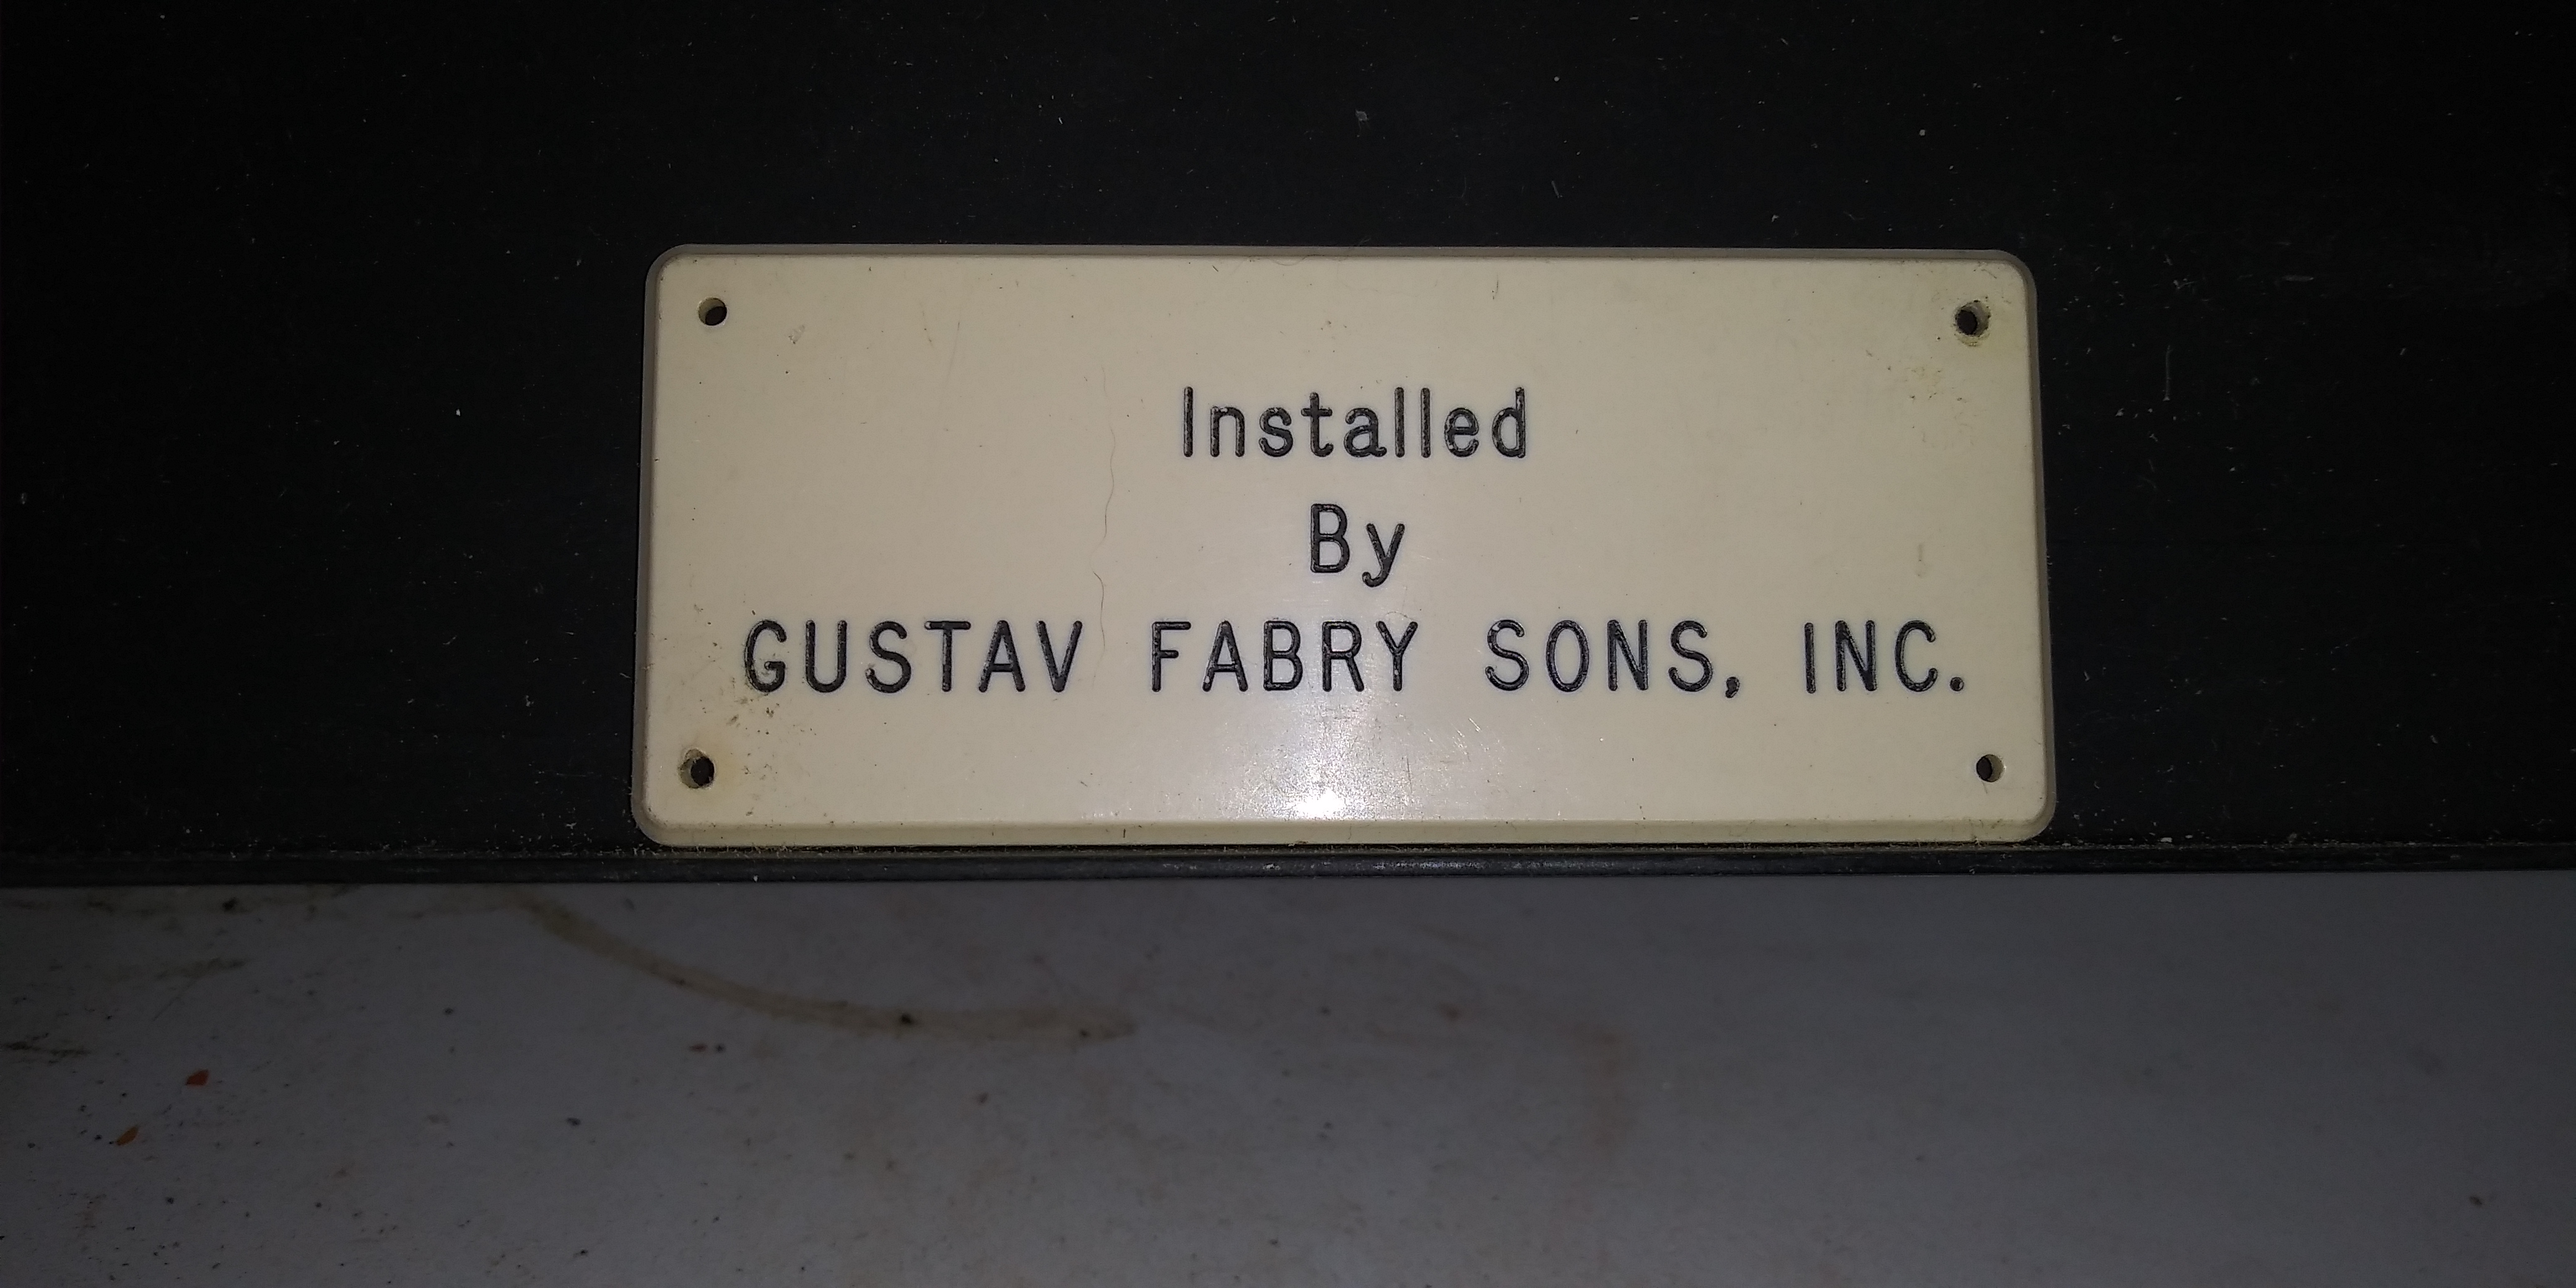 Installed
By
GUSTAV FABRY SONS, INC.